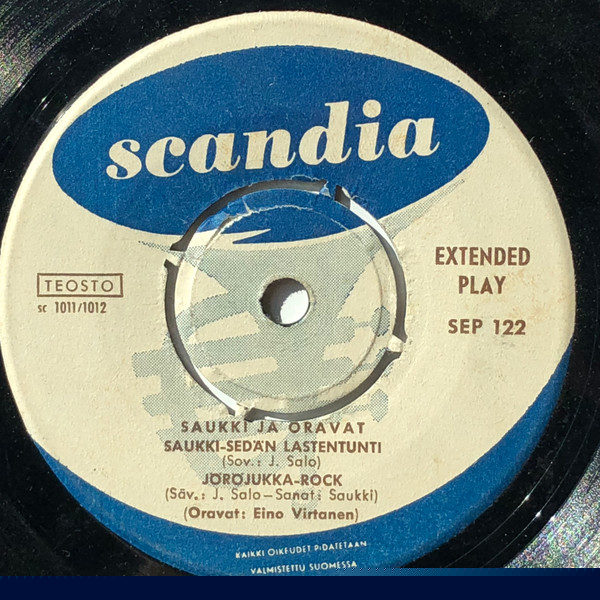 scandia
EXTENDED
PLAY
TEOSTO
sc 1011/1012
SEP 122
SAUKKI JA ORAVAT
SAUKKI-SEDÄN LASTENTUNTI
(Sov.: J. Salo)
JÖRÖJUKKA-ROCK
(Säv.: J. Salo – Sanat: Saukki)
(Oravat: Eino Virtanen)
KAIKKI OIKEUDET PIDÄTETÄÄN
VALMISTETTU SUOMESSA